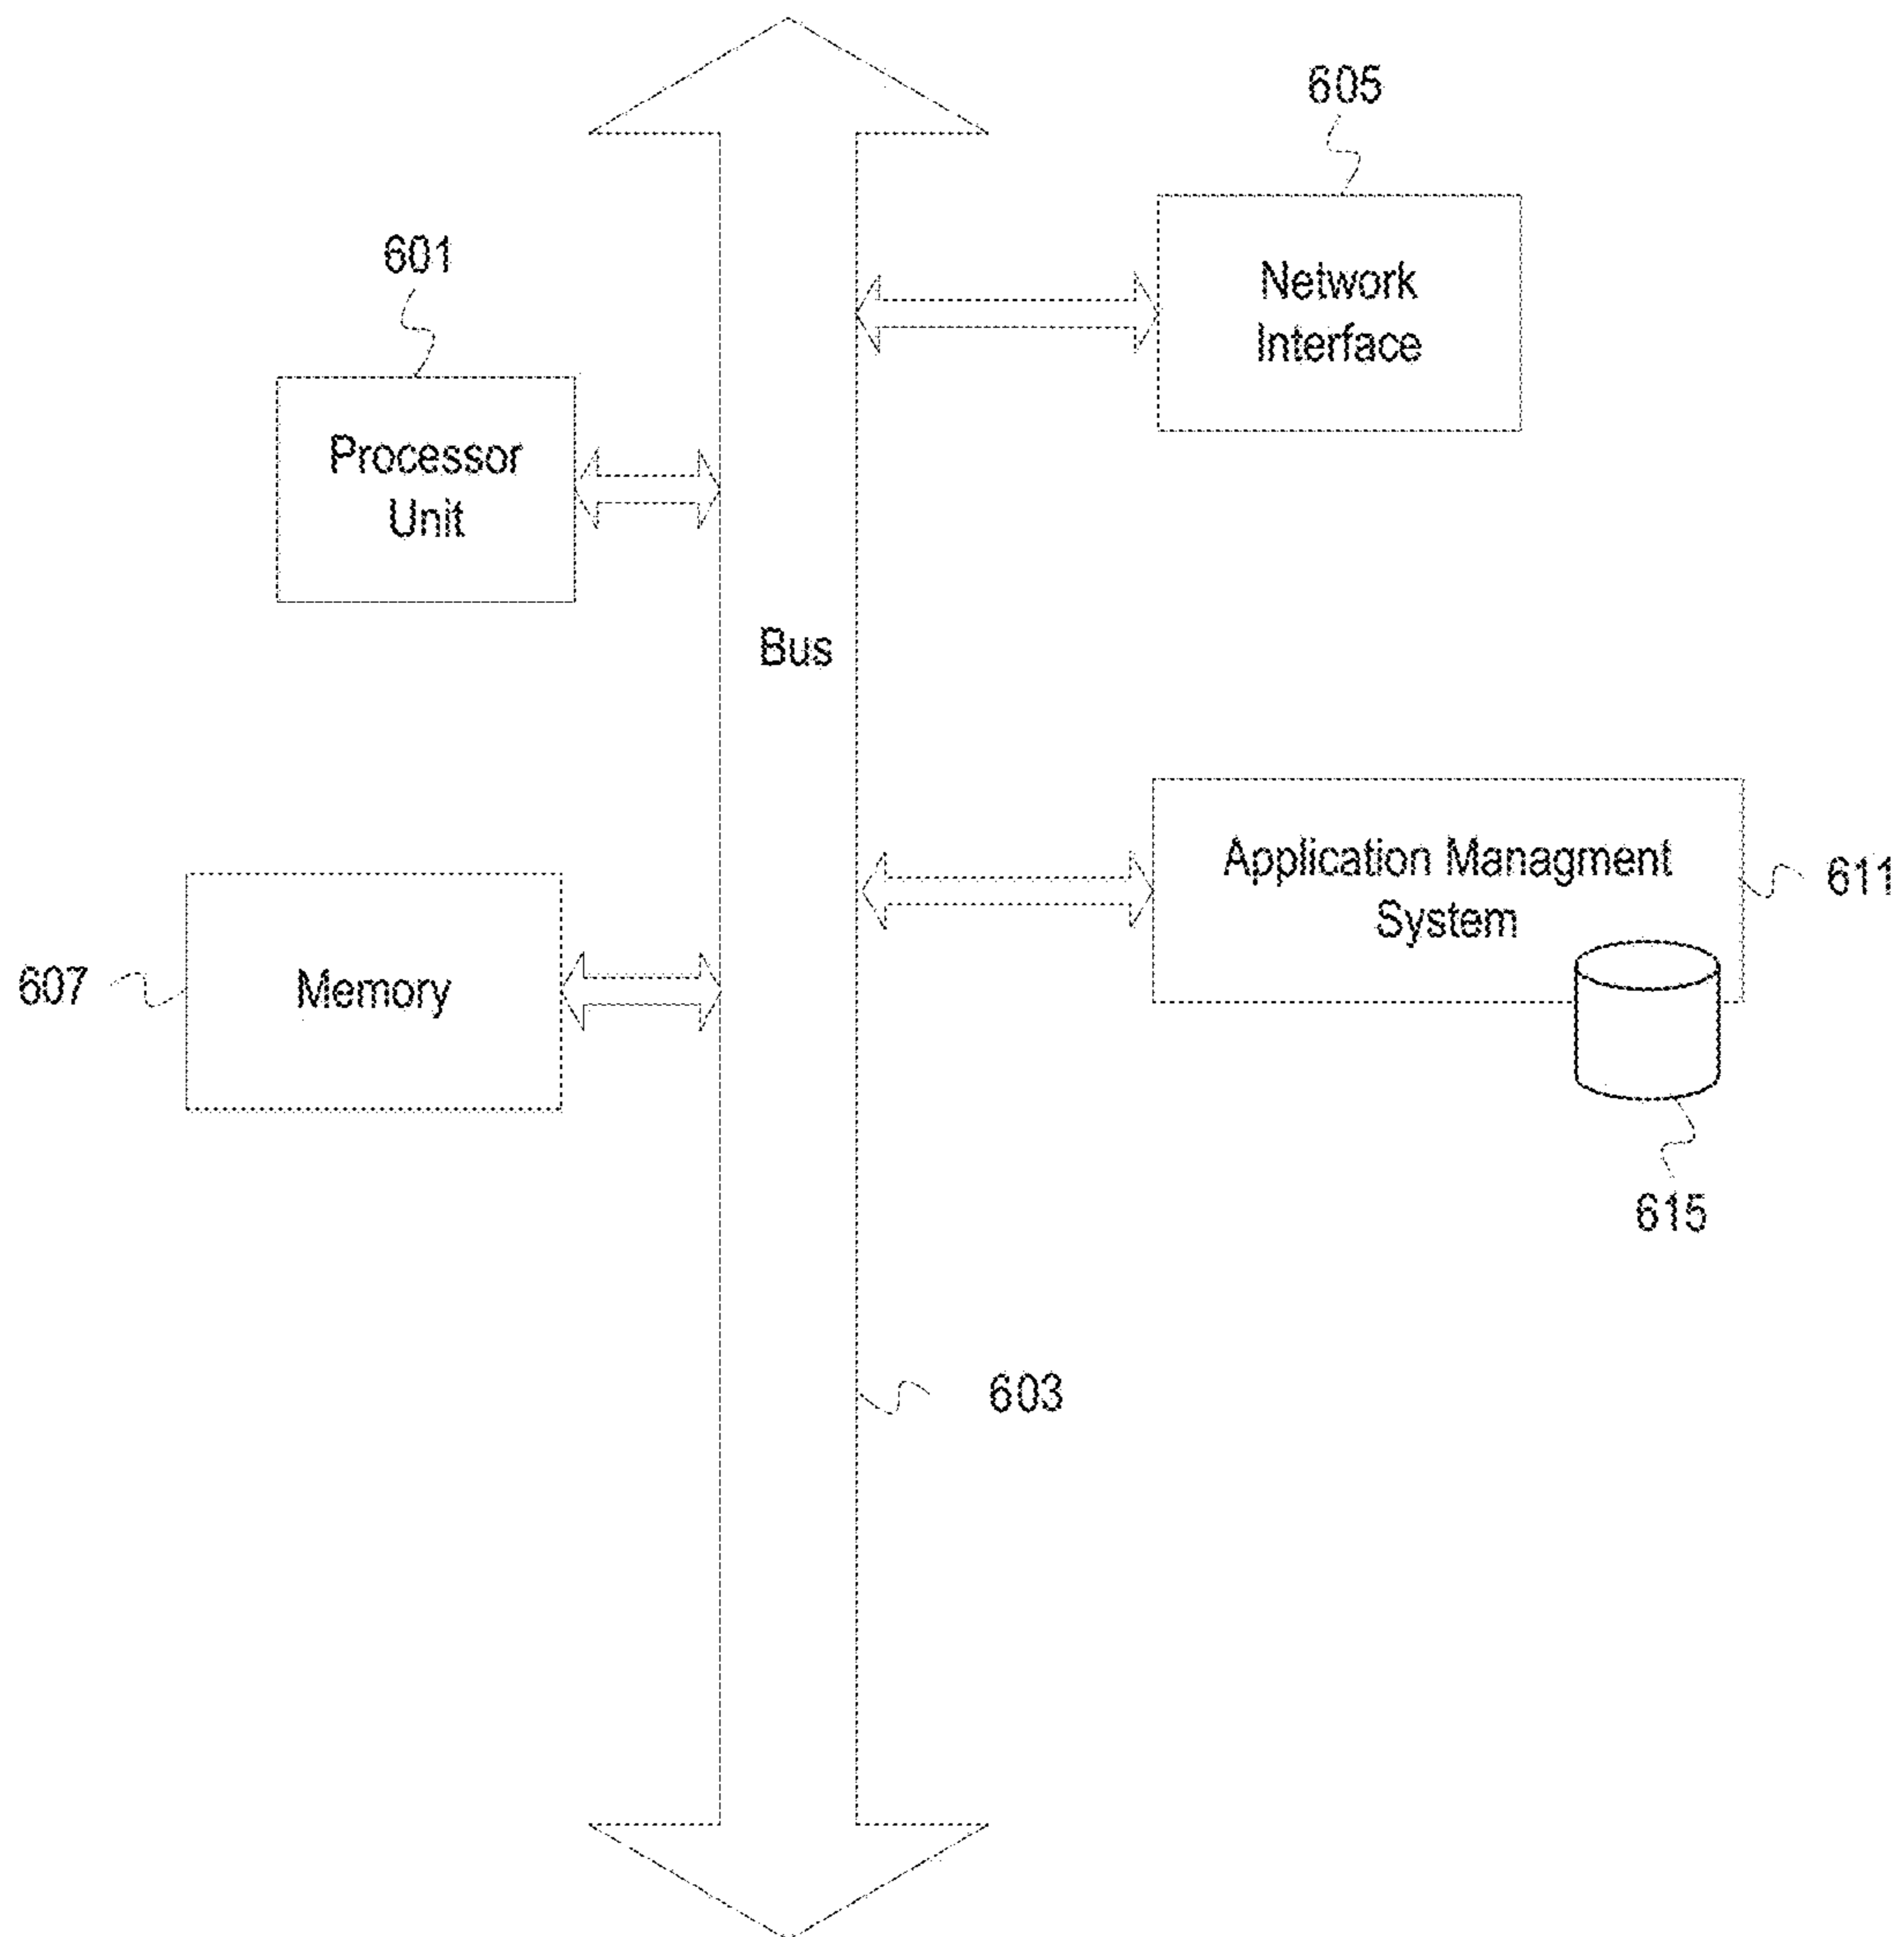 605
601
Network
Interface
Processor
Unit
Bus
Application Managment
System
611
607
Memory
615
603